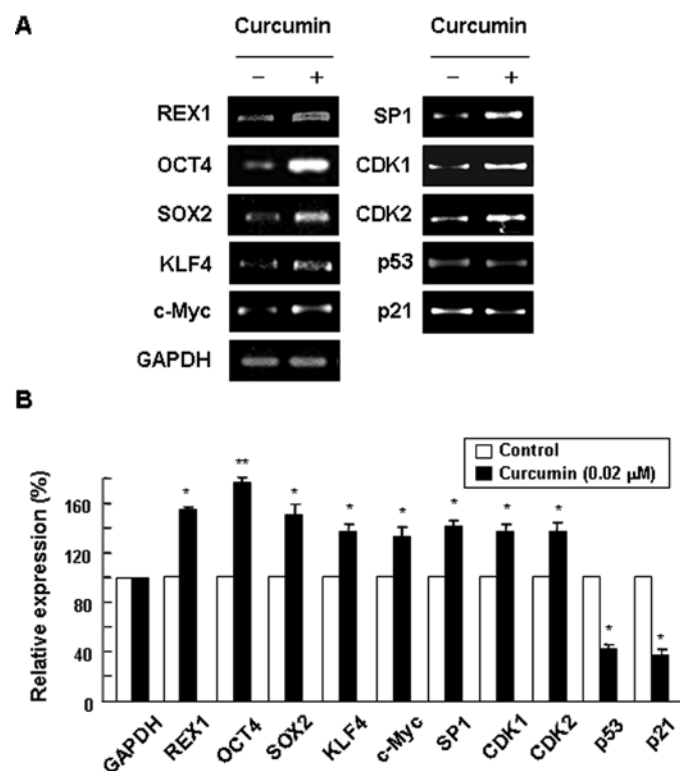 A
Curcumin
Curcumin
− +
− +
REX1
SP1
OCT4
CDK1
SOX2
CDK2
KLF4
p53
c-Myc
p21
GAPDH
B
Control
Curcumin (0.02 µM)
Relative expression (%)
160
120
80
40
0
* ** * * * * * * * *
GAPDH REX1 OCT4 SOX2 KLF4 c-Myc SP1 CDK1 CDK2 p53 p21